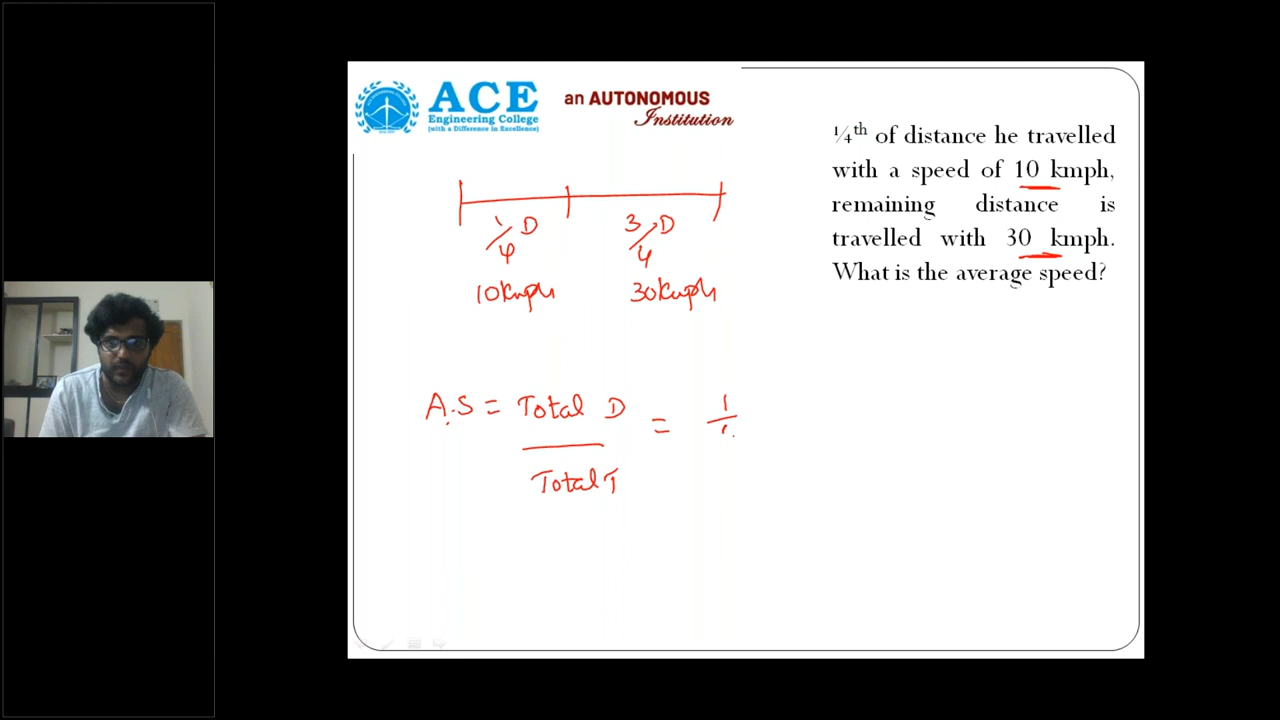 ACE
Engineering College
(with a Difference in Excellence)
an AUTONOMOUS
Institution
¼th of distance he travelled
with a speed of 10 kmph,
remaining distance is
travelled with 30 kmph.
What is the average speed?
1/4 D 3/4 D
10kmph 30kmph
A.S = Total D / Total T = 1/